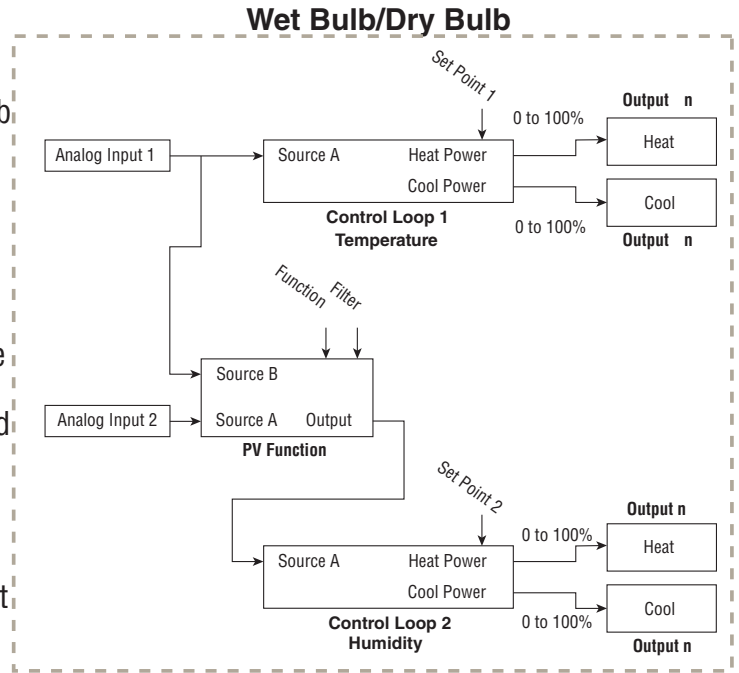 Wet Bulb/Dry Bulb
b
e
d
t
Set Point 1
0 to 100%
Output n
Analog Input 1
Source A
Heat Power
Heat
Cool Power
Cool
Control Loop 1
Temperature
0 to 100%
Output n
Function
Filter
Source B
Analog Input 2
Source A
Output
PV Function
Set Point 2
0 to 100%
Output n
Source A
Heat Power
Heat
Cool Power
Cool
Control Loop 2
Humidity
0 to 100%
Output n